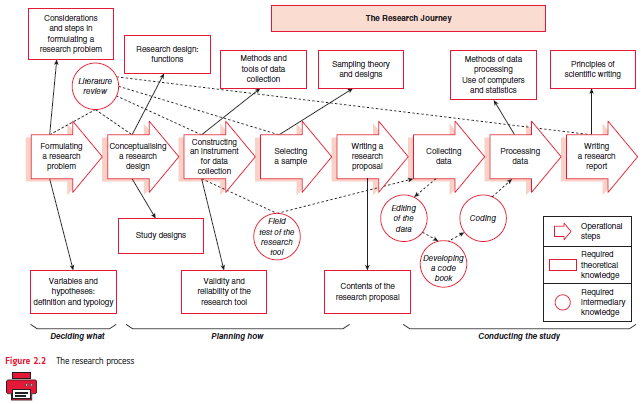 The Research Journey
Considerations
and steps in
formulating a
research problem
Research design:
functions
Methods and
tools of data
collection
Sampling theory
and designs
Methods of data
processing
Use of computers
and statistics
Principles of
scientific writing
Literature
review
Formulating
a research
problem
Conceptualising
a research
design
Constructing
an instrument
for data
collection
Selecting
a sample
Writing a
research
proposal
Collecting
data
Processing
data
Writing
a research
report
Study designs
Field
test of the
research
tool
Editing
of the
data
Coding
Developing
a code
book
Variables and
hypotheses:
definition and typology
Validity and
reliability of the
research tool
Contents of the
research proposal
Operational
steps
Required
theoretical
knowledge
Required
intermediary
knowledge
Deciding what
Planning how
Conducting the study
Figure 2.2 The research process